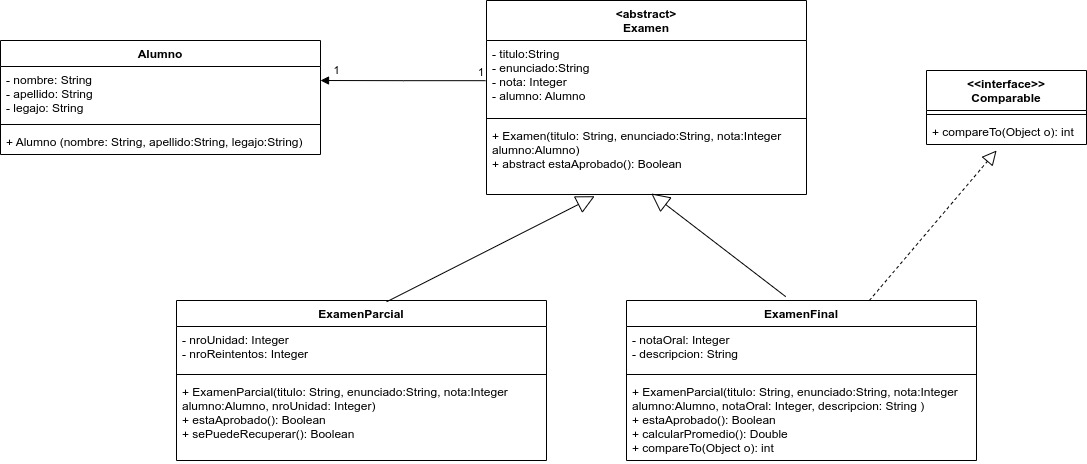 Alumno
- nombre: String
- apellido: String
- legajo: String
+ Alumno (nombre: String, apellido:String, legajo:String)
1
1
<abstract>
Examen
- titulo:String
- enunciado:String
- nota: Integer
- alumno: Alumno
+ Examen(titulo: String, enunciado:String, nota:Integer
alumno:Alumno)
+ abstract estaAprobado(): Boolean
<<interface>>
Comparable
+ compareTo(Object o): int
ExamenParcial
- nroUnidad: Integer
- nroReintentos: Integer
+ ExamenParcial(titulo: String, enunciado:String, nota:Integer
alumno:Alumno, nroUnidad: Integer)
+ estaAprobado(): Boolean
+ sePuedeRecuperar(): Boolean
ExamenFinal
- notaOral: Integer
- descripcion: String
+ ExamenParcial(titulo: String, enunciado:String, nota:Integer
alumno:Alumno, notaOral: Integer, descripcion: String )
+ estaAprobado(): Boolean
+ calcularPromedio(): Double
+ compareTo(Object o): int